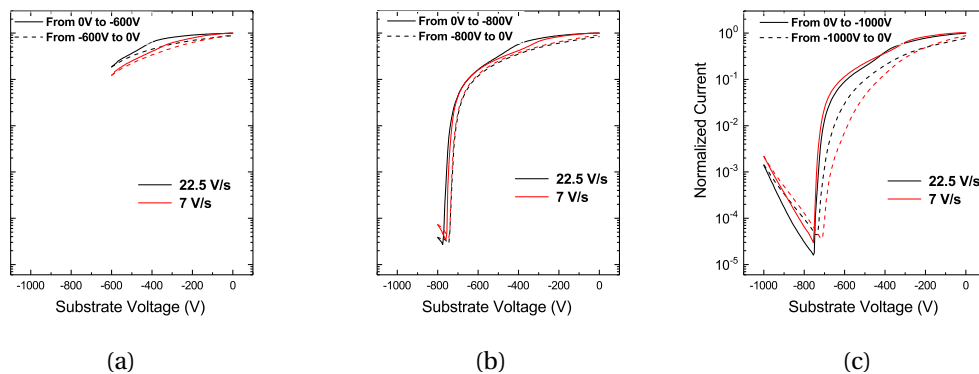 From 0V to -600V
From -600V to 0V
22.5 V/s
7 V/s
-1000 -800 -600 -400 -200 0
Substrate Voltage (V)
(a)
From 0V to -800V
From -800V to 0V
22.5 V/s
7 V/s
-1000 -800 -600 -400 -200 0
Substrate Voltage (V)
(b)
From 0V to -1000V
From -1000V to 0V
Normalized Current
10^0
10^-1
10^-2
10^-3
10^-4
10^-5
22.5 V/s
7 V/s
-1000 -800 -600 -400 -200 0
Substrate Voltage (V)
(c)